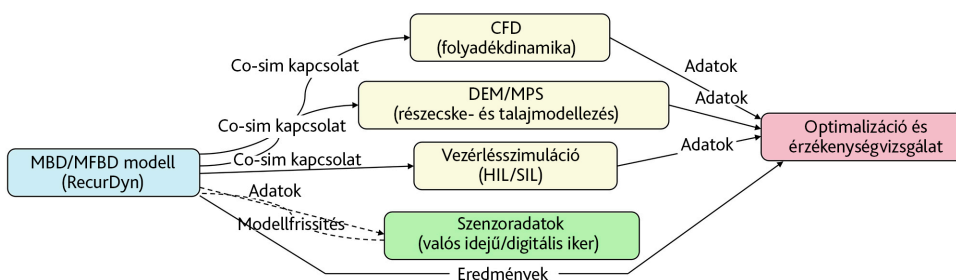 CFD
(folyadékdinamika)
Co-sim kapcsolat
Adatok
DEM/MPS
(részecske- és talajmodellezés)
Adatok
Co-sim kapcsolat
Optimalizáció és
érzékenységvizsgálat
Vezérlésszimuláció
(HIL/SIL)
Adatok
Co-sim kapcsolat
MBD/MFBD modell
(RecurDyn)
Adatok
Modellfrissítés
Szenzoradatok
(valós idejű/digitális iker)
Eredmények